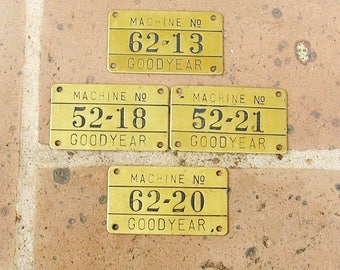 MACHINE No
62-13
GOODYEAR
MACHINE No
52-18
GOODYEAR
MACHINE No
52-21
GOODYEAR
MACHINE No
62-20
GOODYEAR